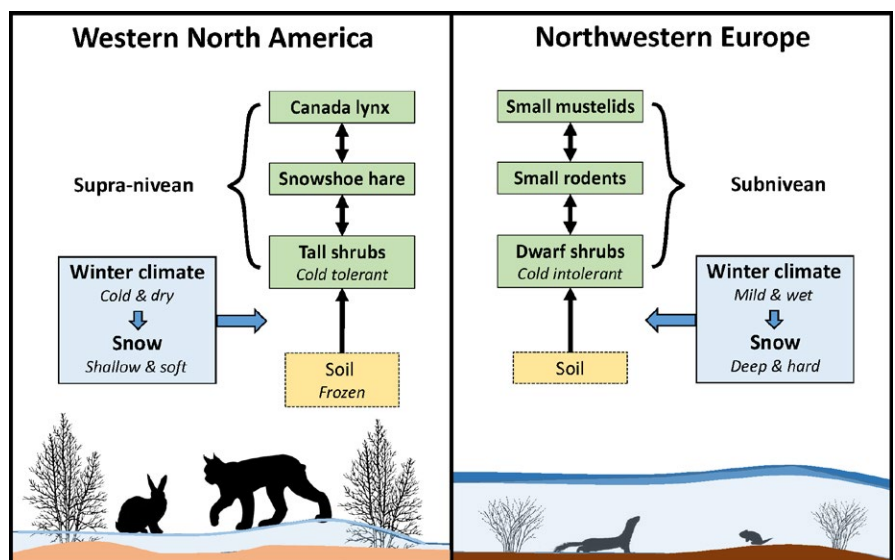 Western North America
Canada lynx
Snowshoe hare
Supra-nivean
Tall shrubs
Cold tolerant
Winter climate
Cold & dry
Snow
Shallow & soft
Soil
Frozen
Northwestern Europe
Small mustelids
Small rodents
Subnivean
Dwarf shrubs
Cold intolerant
Winter climate
Mild & wet
Snow
Deep & hard
Soil